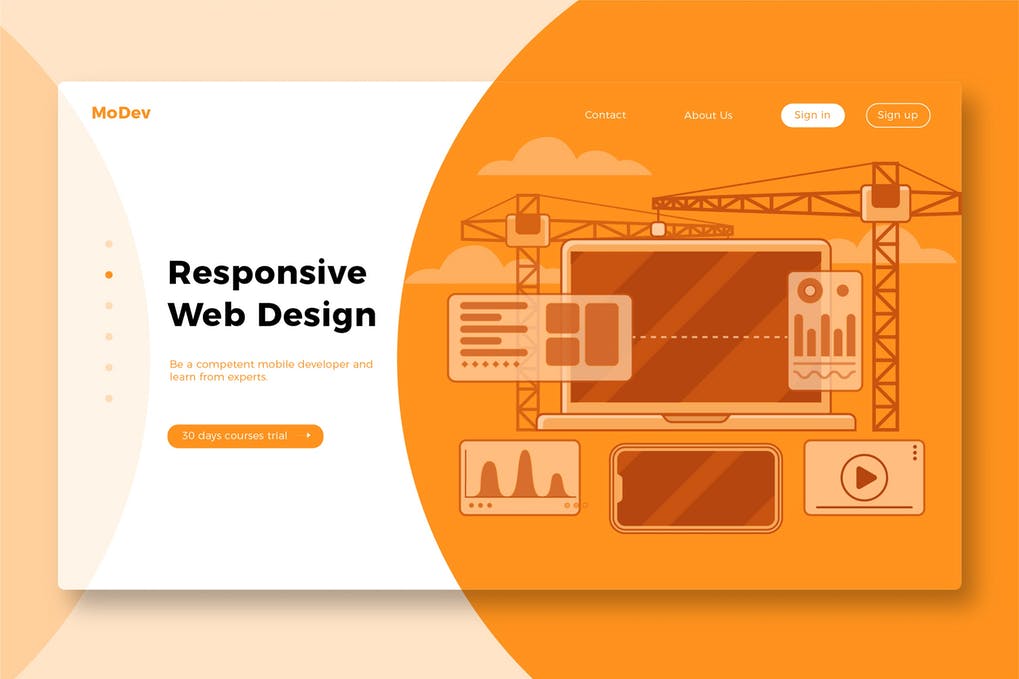 MoDev
Contact
About Us
Sign in
Sign up
Responsive
Web Design
Be a competent mobile developer and
learn from experts.
30 days courses trial